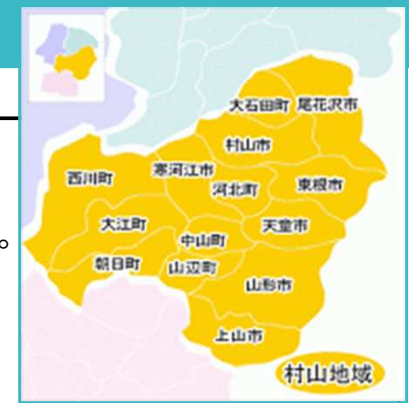 大石田町 尾花沢市
村山市
西川町 寒河江市 河北町 東根市
大江町 中山町 天童市
朝日町 山辺町 山形市
上山市
村山地域
。